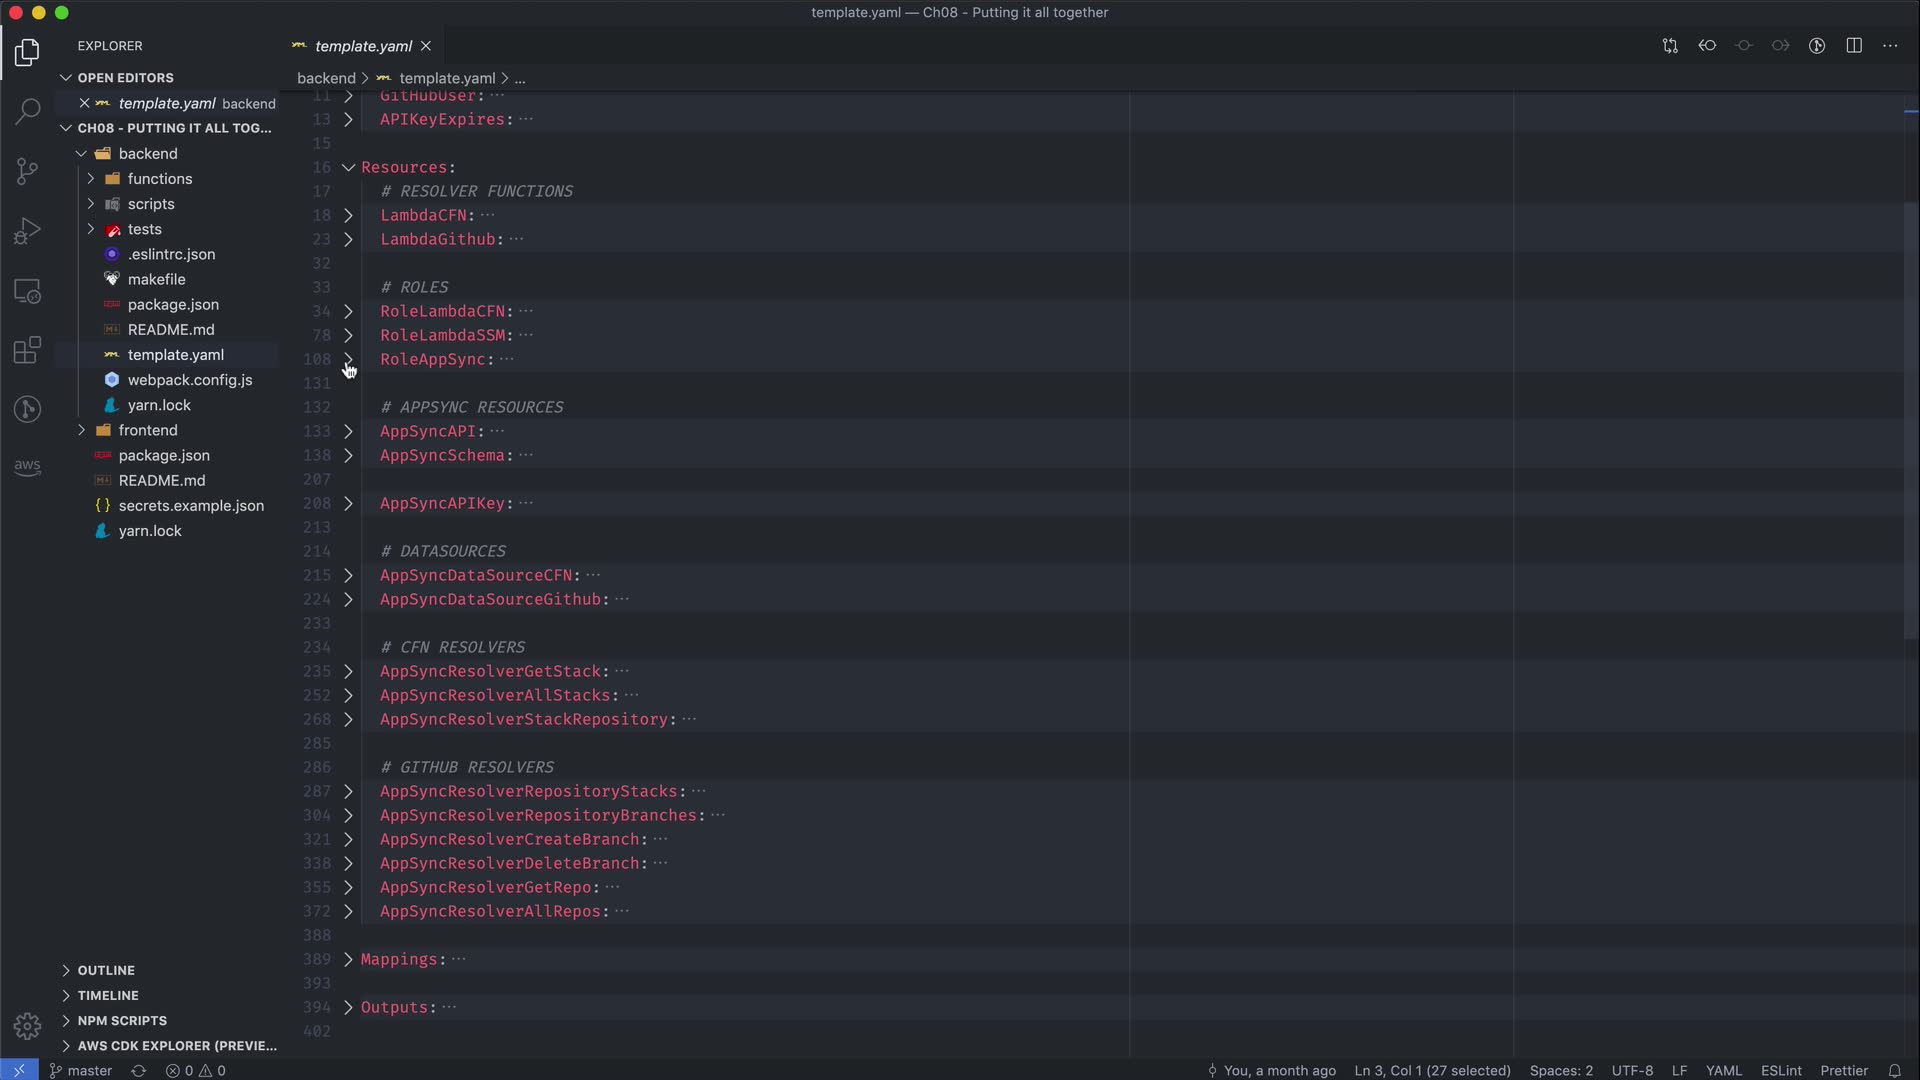 template.yaml — Ch08 - Putting it all together
EXPLORER
template.yaml
OPEN EDITORS
template.yaml backend
CH08 - PUTTING IT ALL TOG...
backend
functions
scripts
tests
.eslintrc.json
makefile
package.json
README.md
template.yaml
webpack.config.js
yarn.lock
frontend
package.json
README.md
secrets.example.json
yarn.lock
aws
OUTLINE
TIMELINE
NPM SCRIPTS
AWS CDK EXPLORER (PREVIE...
backend > template.yaml > ...
11 GitHubUser: ...
13 APIKeyExpires: ...
15
16 Resources:
17 # RESOLVER FUNCTIONS
18 LambdaCFN: ...
23 LambdaGithub: ...
32
33 # ROLES
34 RoleLambdaCFN: ...
78 RoleLambdaSSM: ...
108 RoleAppSync: ...
131
132 # APPSYNC RESOURCES
133 AppSyncAPI: ...
138 AppSyncSchema: ...
207
208 AppSyncAPIKey: ...
213
214 # DATASOURCES
215 AppSyncDataSourceCFN: ...
224 AppSyncDataSourceGithub: ...
233
234 # CFN RESOLVERS
235 AppSyncResolverGetStack: ...
252 AppSyncResolverAllStacks: ...
268 AppSyncResolverStackRepository: ...
285
286 # GITHUB RESOLVERS
287 AppSyncResolverRepositoryStacks: ...
304 AppSyncResolverRepositoryBranches: ...
321 AppSyncResolverCreateBranch: ...
338 AppSyncResolverDeleteBranch: ...
355 AppSyncResolverGetRepo: ...
372 AppSyncResolverAllRepos: ...
388
389 Mappings: ...
393
394 Outputs: ...
402
master 0 0 You, a month ago Ln 3, Col 1 (27 selected) Spaces: 2 UTF-8 LF YAML ESLint Prettier